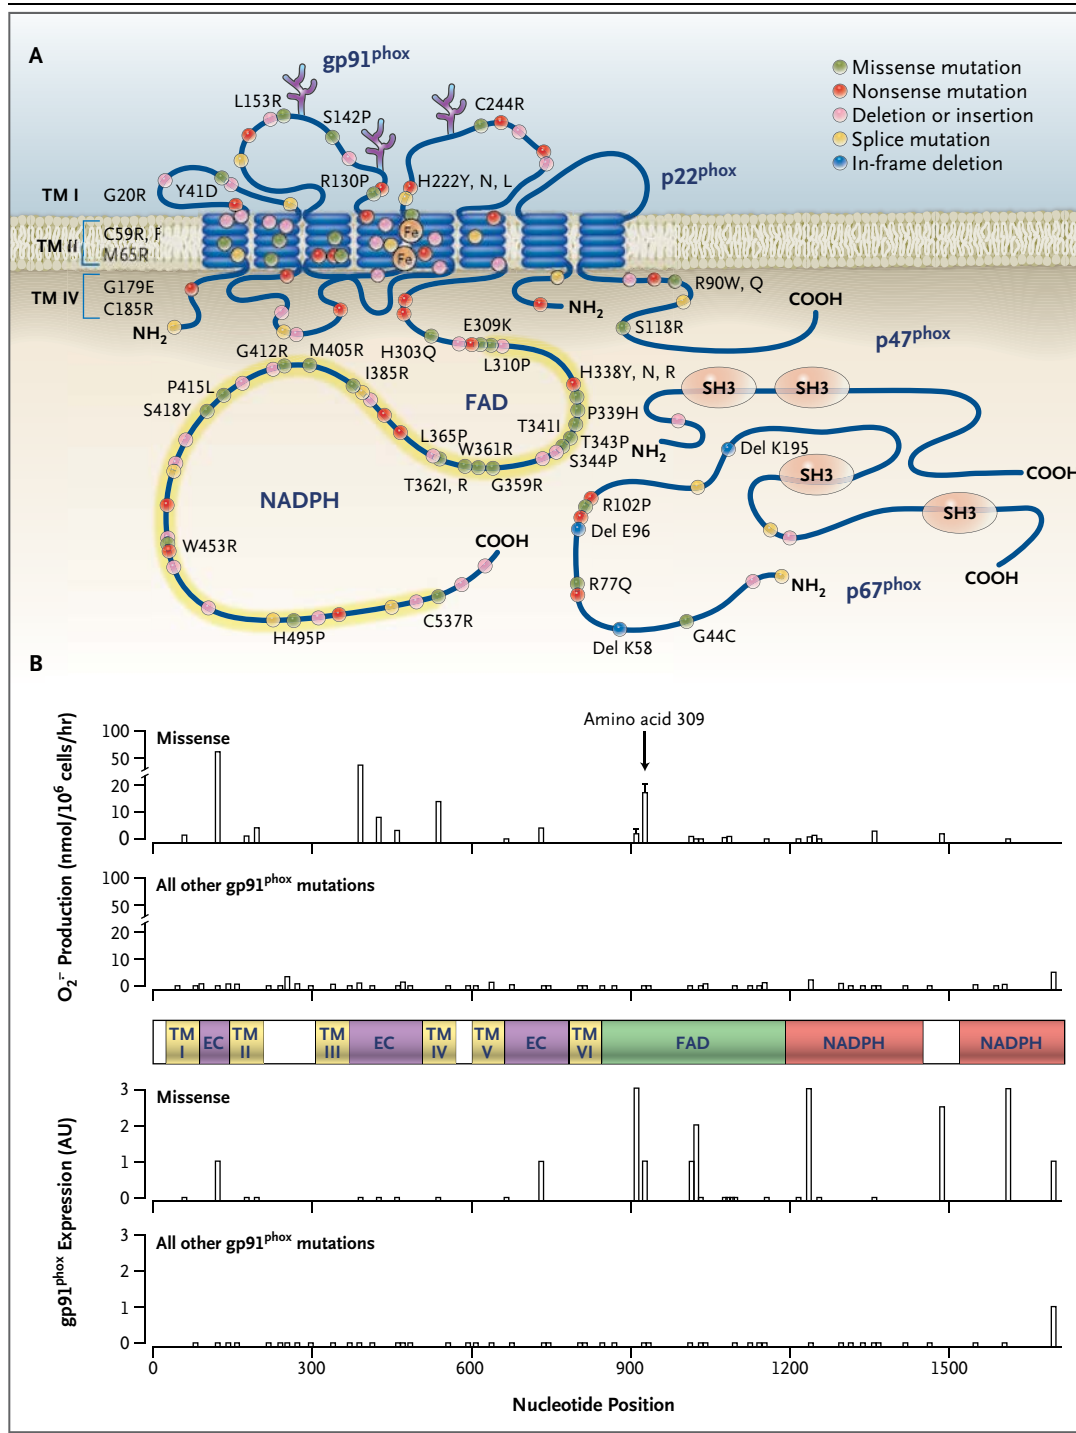 A
gp91phox
Missense mutation
Nonsense mutation
Deletion or insertion
Splice mutation
In-frame deletion
L153R
S142P
C244R
R130P
H222Y, N, L
p22phox
TM I
G20R
Y41D
TM II
C59R, F
M65R
Fe
Fe
TM IV
G179E
C185R
NH2
NH2
R90W, Q
COOH
S118R
p47phox
E309K
H303Q
L310P
G412R
M405R
I385R
H338Y, N, R
SH3
SH3
P415L
S418Y
FAD
P339H
T341I
T343P
S344P
NH2
Del K195
L365P
W361R
T362I, R
G359R
SH3
COOH
NADPH
R102P
SH3
Del E96
W453R
COOH
R77Q
NH2
COOH
p67phox
C537R
H495P
Del K58
G44C
B
O2− Production (nmol/106 cells/hr)
Amino acid 309
Missense
100
50
20
10
0
All other gp91phox mutations
100
50
20
10
0
TM I
EC
TM II
TM III
EC
TM IV
TM V
EC
TM VI
FAD
NADPH
NADPH
gp91phox Expression (AU)
Missense
3
2
1
0
All other gp91phox mutations
3
2
1
0
0 300 600 900 1200 1500
Nucleotide Position